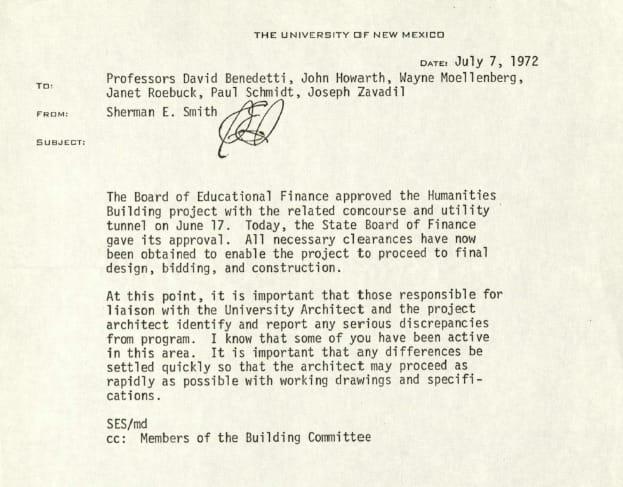 THE UNIVERSITY OF NEW MEXICO
DATE: July 7, 1972
TO: Professors David Benedetti, John Howarth, Wayne Moellenberg,
Janet Roebuck, Paul Schmidt, Joseph Zavadil
FROM: Sherman E. Smith
SUBJECT:
The Board of Educational Finance approved the Humanities
Building project with the related concourse and utility
tunnel on June 17. Today, the State Board of Finance
gave its approval. All necessary clearances have now
been obtained to enable the project to proceed to final
design, bidding, and construction.
At this point, it is important that those responsible for
liaison with the University Architect and the project
architect identify and report any serious discrepancies
from program. I know that some of you have been active
in this area. It is important that any differences be
settled quickly so that the architect may proceed as
rapidly as possible with working drawings and specifi-
cations.
SES/md
cc: Members of the Building Committee